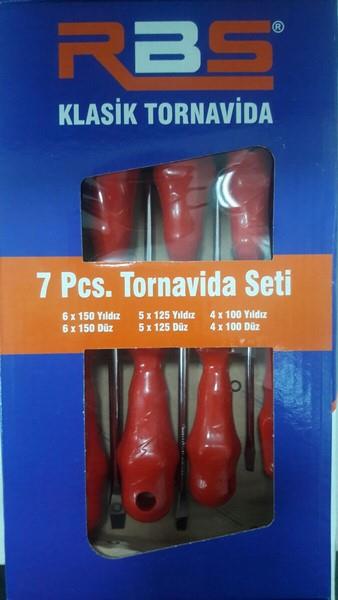 RBS®
KLASİK TORNAVİDA
7 Pcs. Tornavida Seti
6 x 150 Yıldız 5 x 125 Yıldız 4 x 100 Yıldız
6 x 150 Düz 5 x 125 Düz 4 x 100 Düz